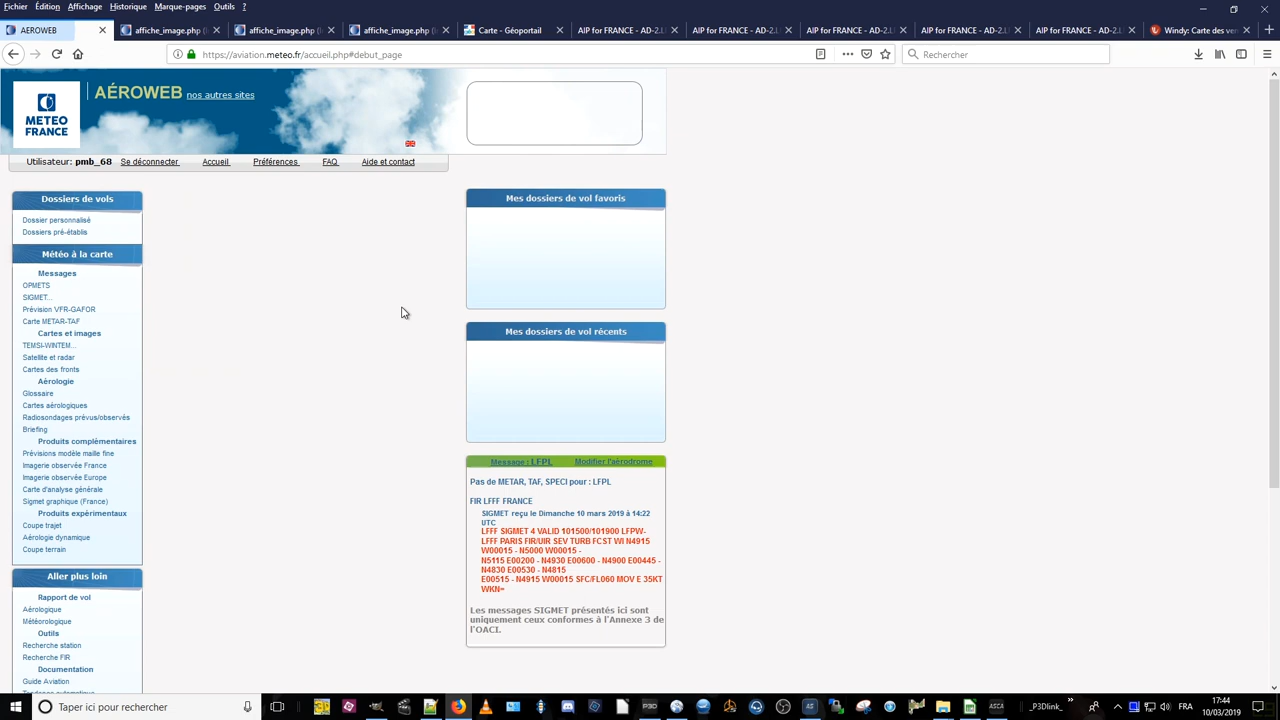 Fichier Édition Affichage Historique Marque-pages Outils
AEROWEB affiche_image.php (I affiche_image.php (I affiche_image.php (I Carte - Géoportail AIP for FRANCE - AD-2.L AIP for FRANCE - AD-2.L AIP for FRANCE - AD-2.L AIP for FRANCE - AD-2.L AIP for FRANCE - AD-2.L Windy: Carte des ve
https://aviation.meteo.fr/accueil.php#debut_page Rechercher
METEO
FRANCE
AÉROWEB nos autres sites
Utilisateur: pmb_68 Se déconnecter Accueil Préférences FAQ Aide et contact
Dossiers de vols
Dossier personnalisé
Dossiers pré-établis
Météo à la carte
Messages
OPMETS
SIGMET...
Prévision VFR-GAFOR
Carte METAR-TAF
Cartes et images
TEMSI-WINTEM...
Satellite et radar
Cartes des fronts
Aérologie
Glossaire
Cartes aérologiques
Radiosondages prévus/observés
Briefing
Produits complémentaires
Prévisions modèle maille fine
Imagerie observée France
Imagerie observée Europe
Carte d'analyse générale
Sigmet graphique (France)
Produits expérimentaux
Coupe trajet
Aérologie dynamique
Coupe terrain
Aller plus loin
Rapport de vol
Aérologique
Météorologique
Outils
Recherche station
Recherche FIR
Documentation
Guide Aviation
Mes dossiers de vol favoris
Mes dossiers de vol récents
Message : LFPL Modifier l'aérodrome
Pas de METAR, TAF, SPECI pour : LFPL
FIR LFFF FRANCE
SIGMET reçu le Dimanche 10 mars 2019 à 14:22
UTC
LFFF SIGMET 4 VALID 101500/101900 LFPW-
LFFF PARIS FIR/UIR SEV TURB FCST WI N4915
W00015 - N5000 W00015 -
N5115 E00200 - N4930 E00600 - N4900 E00445 -
N4830 E00530 - N4815
E00515 - N4915 W00015 SFC/FL060 MOV E 35KT
WKN=
Les messages SIGMET présentés ici sont
uniquement ceux conformes à l'Annexe 3 de
l'OACI.
Taper ici pour rechercher P3D AS ASCA _P3Dlink_ FRA 17:44
10/03/2019